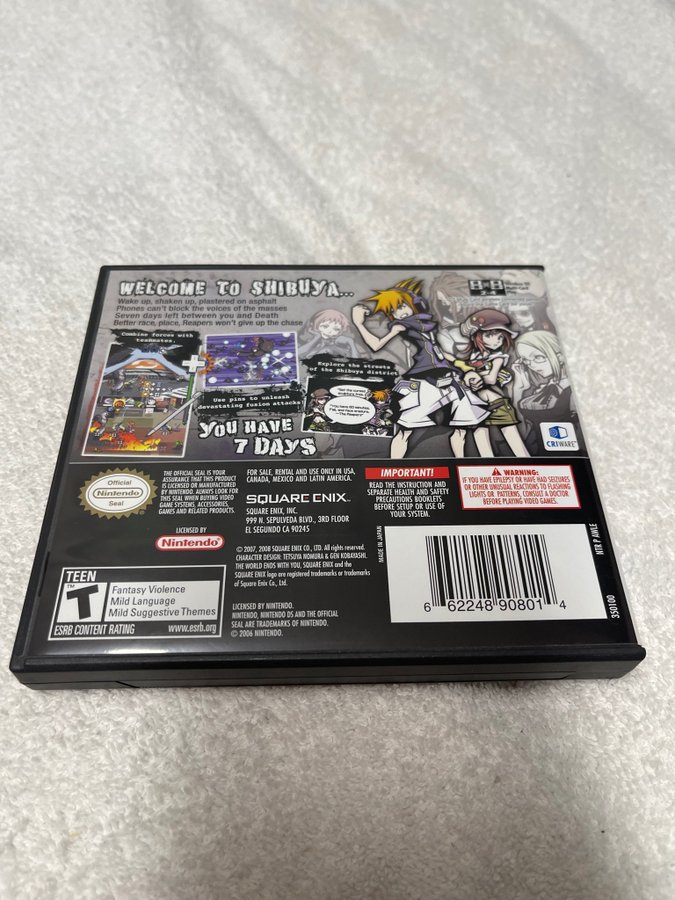 WELCOME TO SHIBUYA...
Wake up, shaken up, plastered on asphalt
Phones can't block the voices of the masses
Seven days left between you and Death
Better race, place, Reapers won't give up the chase
Combine forces with
teammates.
Use pins to unleash
devastating fusion attacks!
Explore the streets
of the Shibuya district
YOU HAVE
7 DAYS
CRIWARE
Official
Nintendo
Seal
THE OFFICIAL SEAL IS YOUR
ASSURANCE THAT THIS PRODUCT
IS LICENSED OR MANUFACTURED
BY NINTENDO. ALWAYS LOOK FOR
THIS SEAL WHEN BUYING VIDEO
GAME SYSTEMS, ACCESSORIES,
GAMES AND RELATED PRODUCTS.
LICENSED BY
Nintendo
FOR SALE, RENTAL AND USE ONLY IN USA,
CANADA, MEXICO AND LATIN AMERICA.
SQUARE ENIX
SQUARE ENIX, INC.
999 N. SEPULVEDA BLVD., 3RD FLOOR
EL SEGUNDO CA 90245
© 2007, 2008 SQUARE ENIX CO., LTD. All rights reserved.
CHARACTER DESIGN: TETSUYA NOMURA & GEN KOBAYASHI.
THE WORLD ENDS WITH YOU, SQUARE ENIX and the
SQUARE ENIX logo are registered trademarks or trademarks
of Square Enix Co., Ltd.
LICENSED BY NINTENDO.
NINTENDO, NINTENDO DS AND THE OFFICIAL
SEAL ARE TRADEMARKS OF NINTENDO.
© 2006 NINTENDO.
IMPORTANT!
READ THE INSTRUCTION AND
SEPARATE HEALTH AND SAFETY
PRECAUTIONS BOOKLETS
BEFORE SETUP OR USE OF
YOUR SYSTEM.
WARNING:
IF YOU HAVE EPILEPSY OR HAVE HAD SEIZURES
OR OTHER UNUSUAL REACTIONS TO FLASHING
LIGHTS OR PATTERNS, CONSULT A DOCTOR
BEFORE PLAYING VIDEO GAMES.
MADE IN JAPAN
6 62248 90801 4
MTR P AWLE
350100
TEEN
T
Fantasy Violence
Mild Language
Mild Suggestive Themes
ESRB CONTENT RATING www.esrb.org